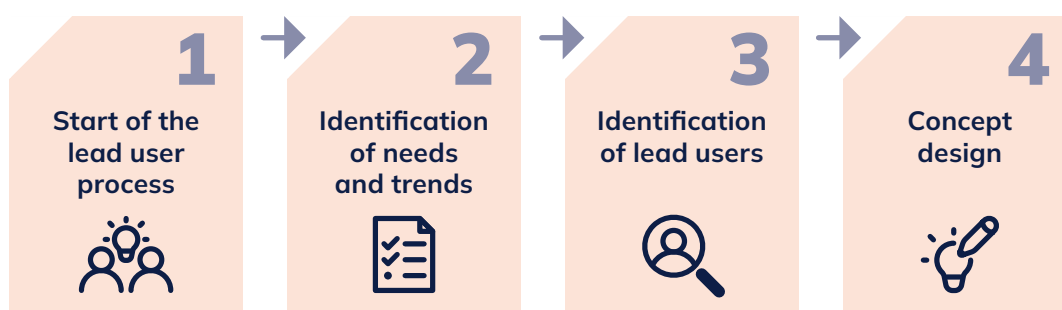 1
Start of the
lead user
process
2
Identification
of needs
and trends
3
Identification
of lead users
4
Concept
design